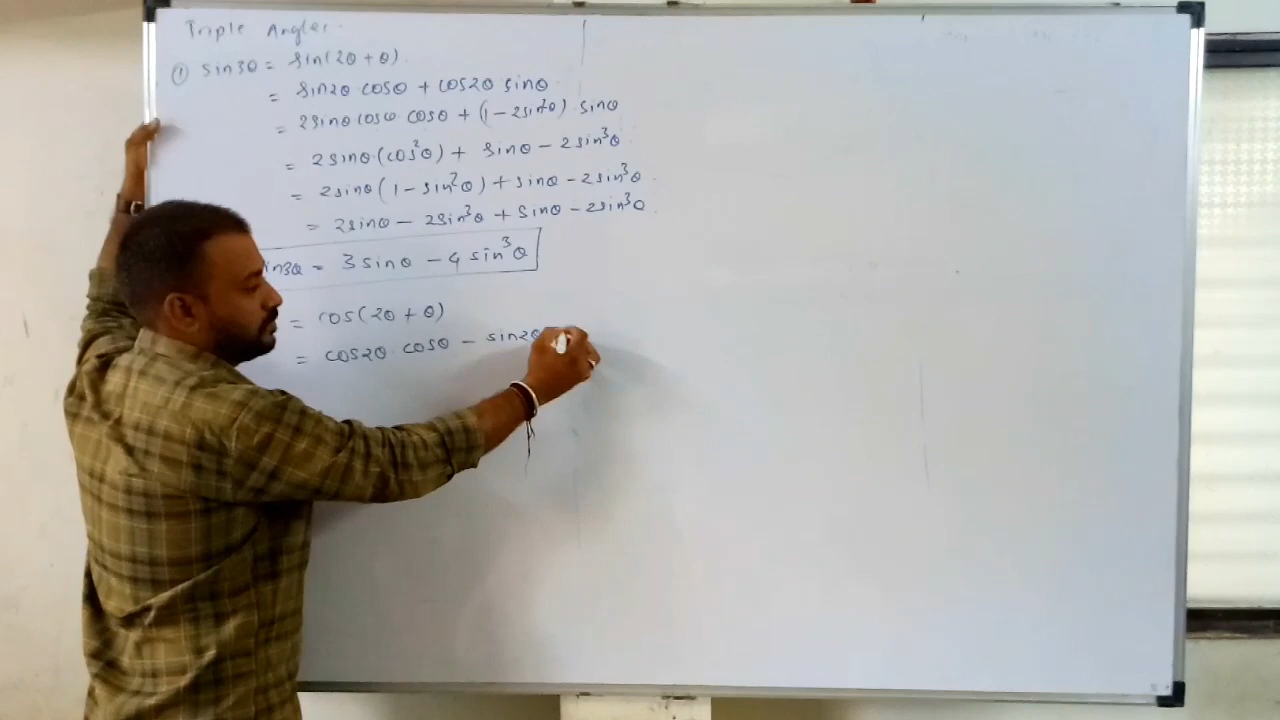 Triple Angles.
① sin3θ = sin(2θ + θ).
= sin2θ cosθ + cos2θ sinθ.
= 2sinθ cosθ cosθ + (1 - 2sin²θ) sinθ
= 2sinθ (cos²θ) + sinθ - 2sin³θ.
= 2sinθ (1 - sin²θ) + sinθ - 2sin³θ.
= 2sinθ - 2sin³θ + sinθ - 2sin³θ.
in3θ = 3sinθ - 4sin³θ
= cos(2θ + θ)
= cos2θ cosθ - sin2θ